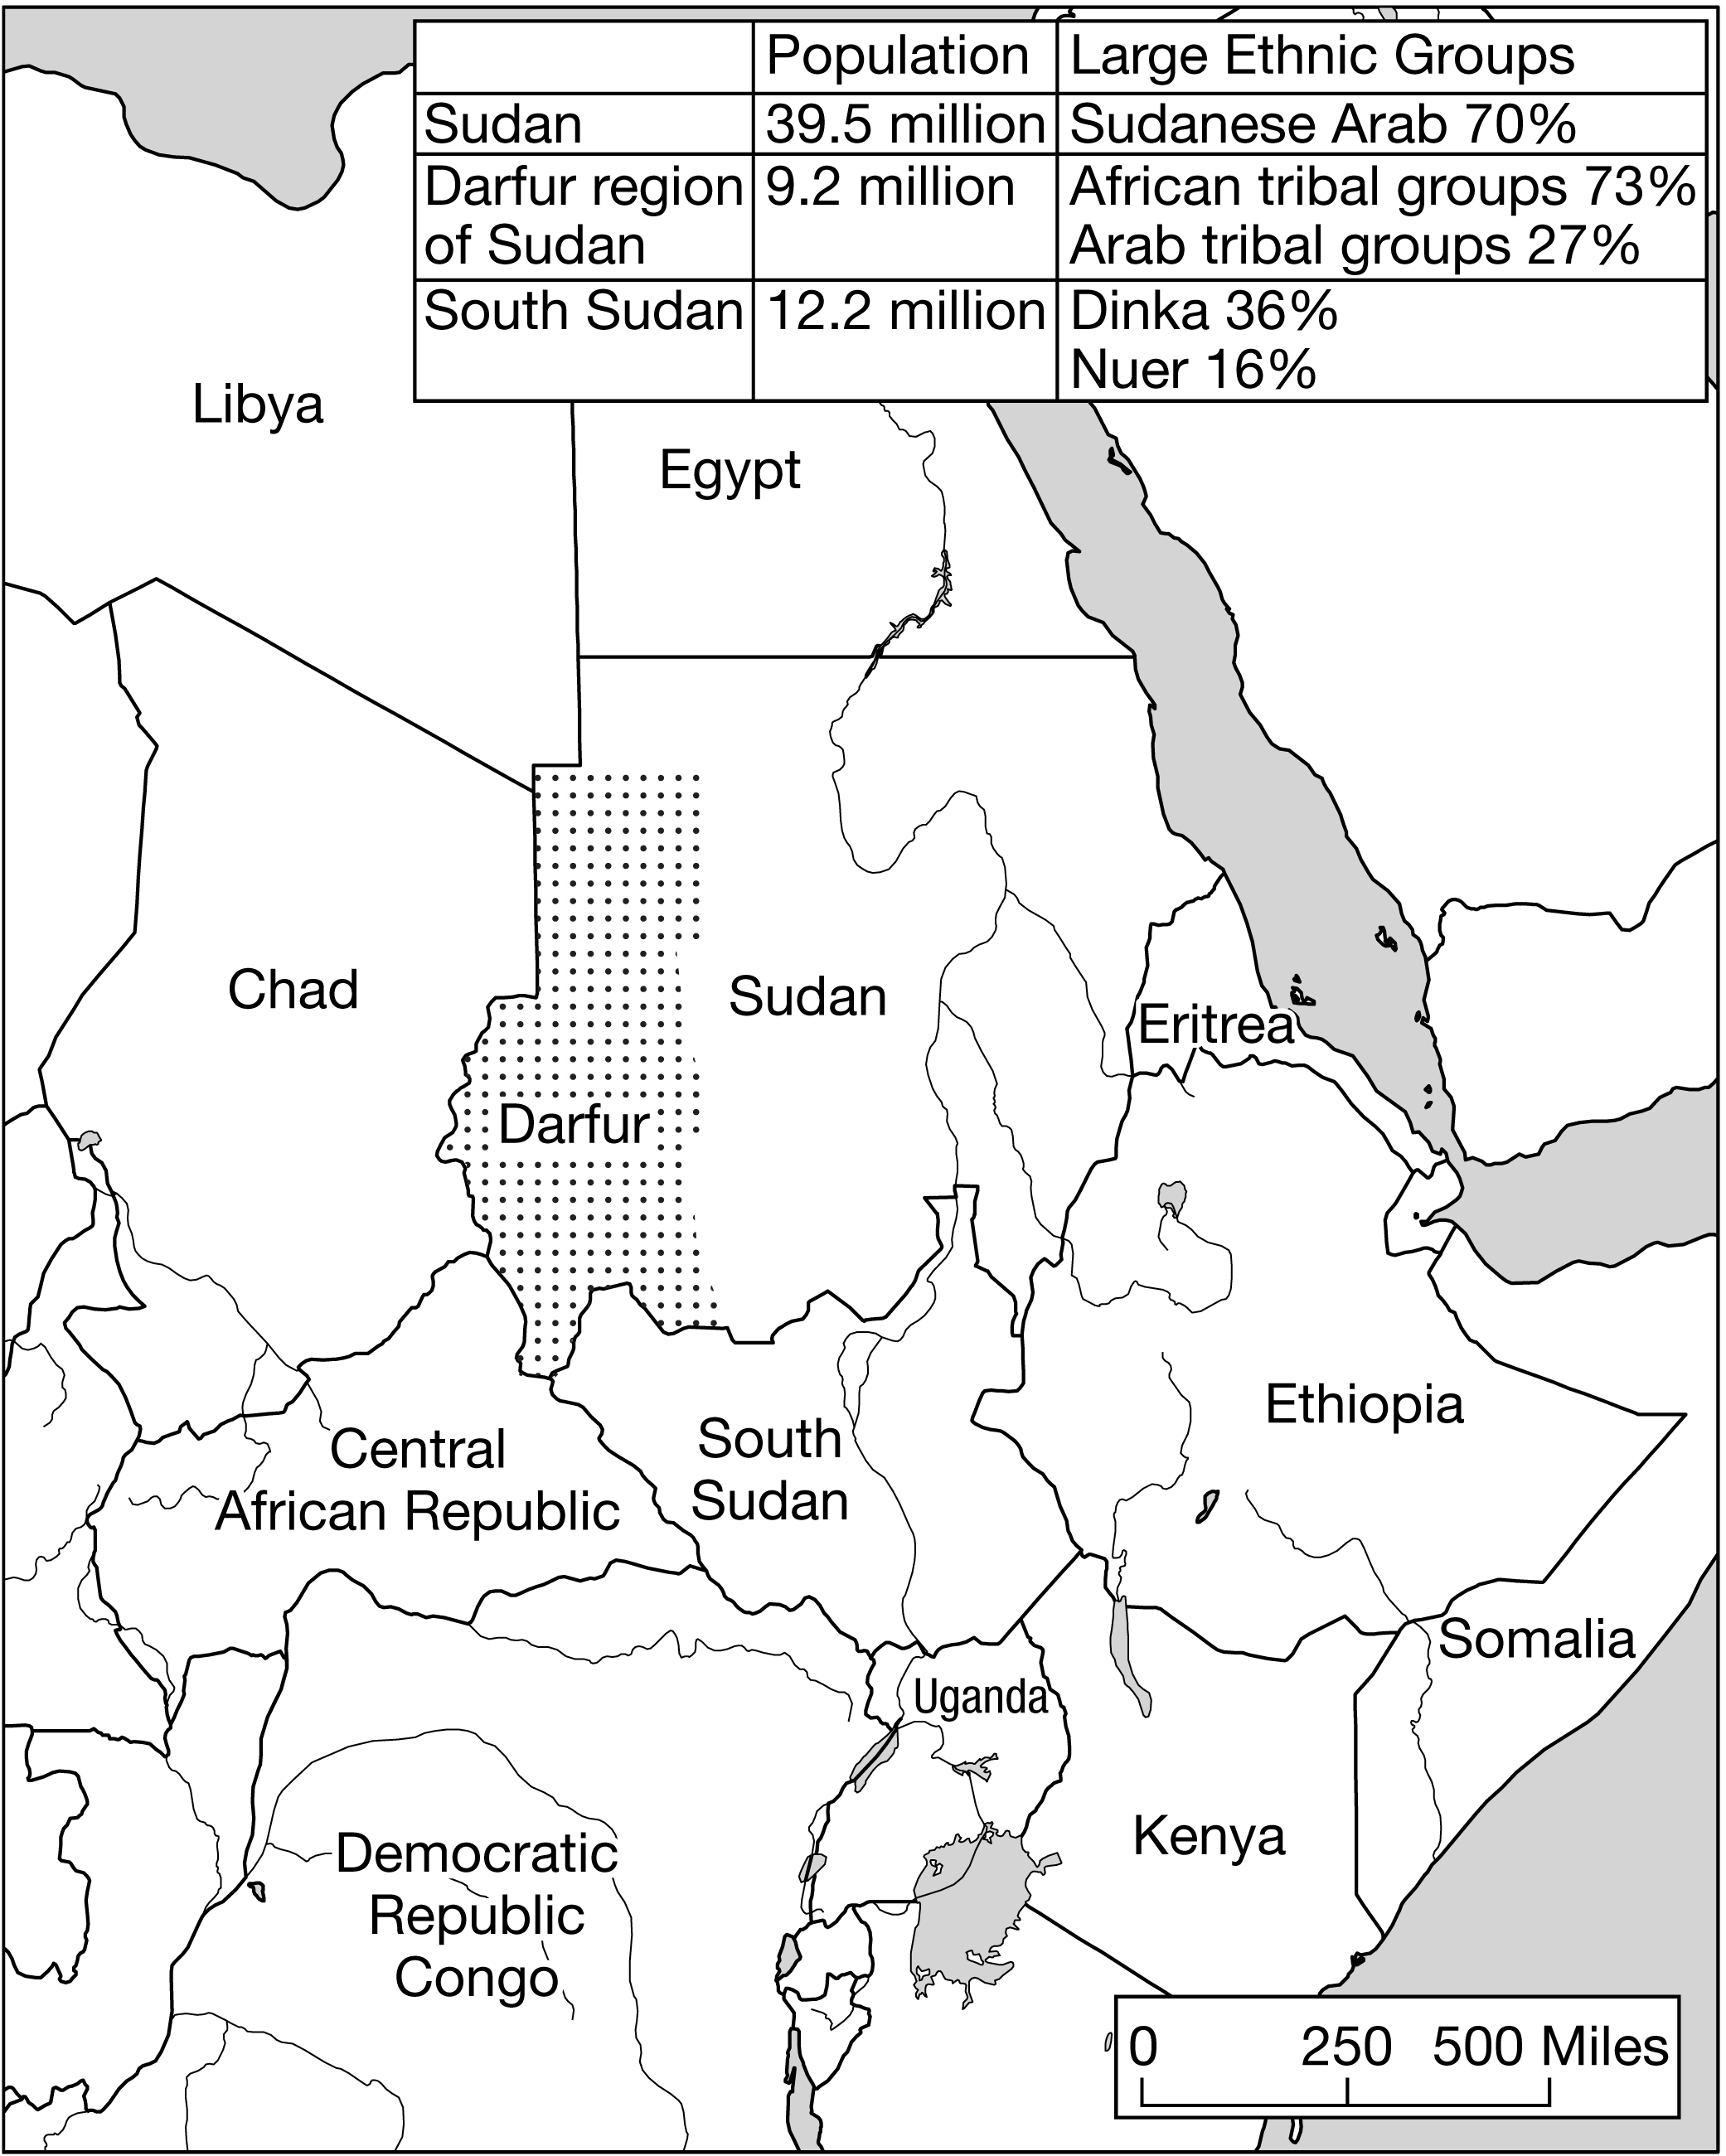 Population Large Ethnic Groups
Sudan 39.5 million Sudanese Arab 70%
Darfur region 9.2 million African tribal groups 73%
of Sudan Arab tribal groups 27%
South Sudan 12.2 million Dinka 36%
Nuer 16%
Libya
Egypt
Chad
Sudan
Eritrea
Darfur
Ethiopia
South
Sudan
Central
African Republic
Somalia
Uganda
Kenya
Democratic
Republic
Congo
0 250 500 Miles